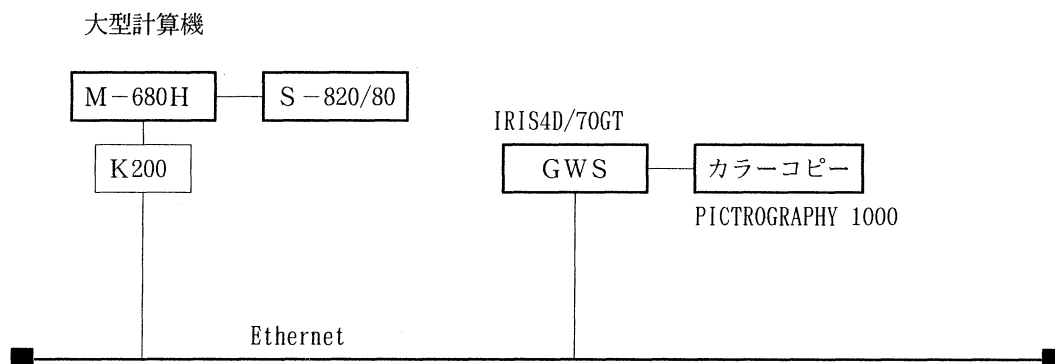 大型計算機
M-680H
S-820/80
K200
IRIS4D/70GT
GWS
カラーコピー
PICTROGRAPHY 1000
Ethernet